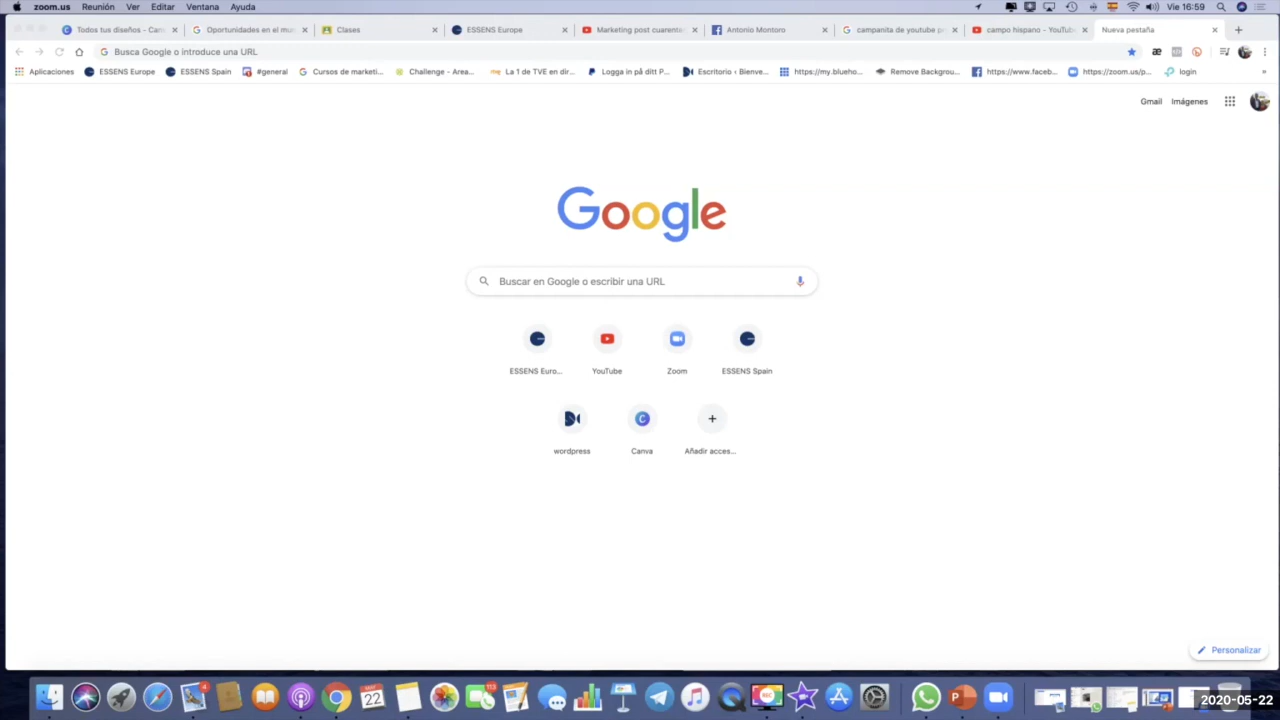 zoom.us Reunión Ver Editar Ventana Ayuda Vie 16:59
Todos tus diseños - Can Oportunidades en el mu Clases ESSENS Europe Marketing post cuarente Antonio Montoro campanita de youtube campo hispano - YouTub Nueva pestaña
Busca Google o introduce una URL
Aplicaciones ESSENS Europe ESSENS Spain #general Cursos de marketi... Challenge - Area... La 1 de TVE en dir... Logga in på ditt P... Escritorio ‹ Bienve... https://my.blueho... Remove Backgrou... https://www.faceb... https://zoom.us/p... login »
Gmail Imágenes
Google
Buscar en Google o escribir una URL
ESSENS Euro... YouTube Zoom ESSENS Spain
wordpress Canva Añadir acces...
Personalizar
4 MAY 22 113 REC
2020-05-22